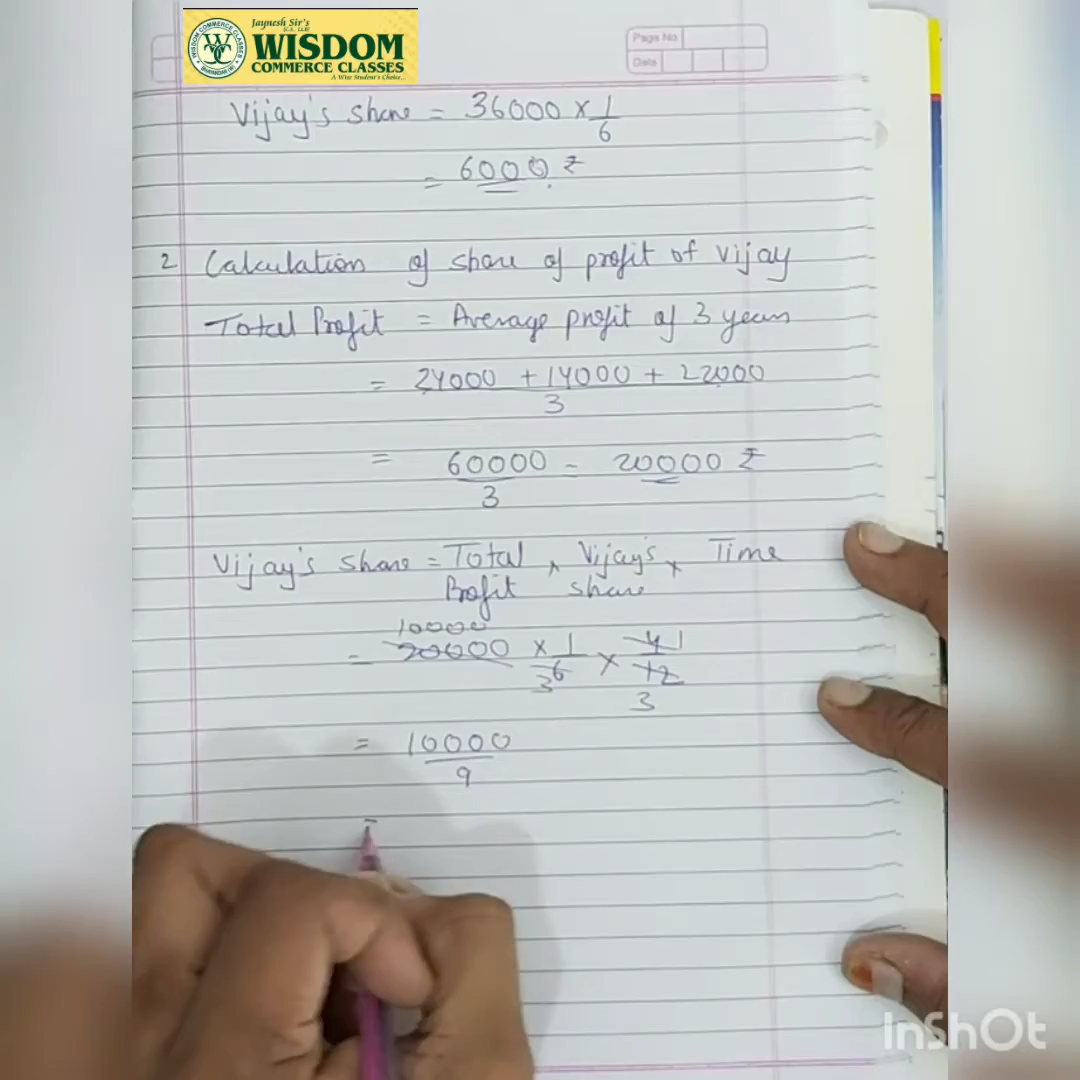 Jaynesh Sir's
WISDOM
COMMERCE CLASSES
A Wise Student's Choice...
Page No
Date
Vijay's share = 36000 × 1/6
= 6000 ₹
2 Calculation of share of profit of Vijay
Total Profit = Average profit of 3 years
= 24000 + 14000 + 22000
3
= 60000 = 20000 ₹
3
Vijay's share = Total × Vijay's × Time
Profit share
10000
= 20000 × 1/6 × 4/12
3 1 3
= 10000
9
=
InShOt